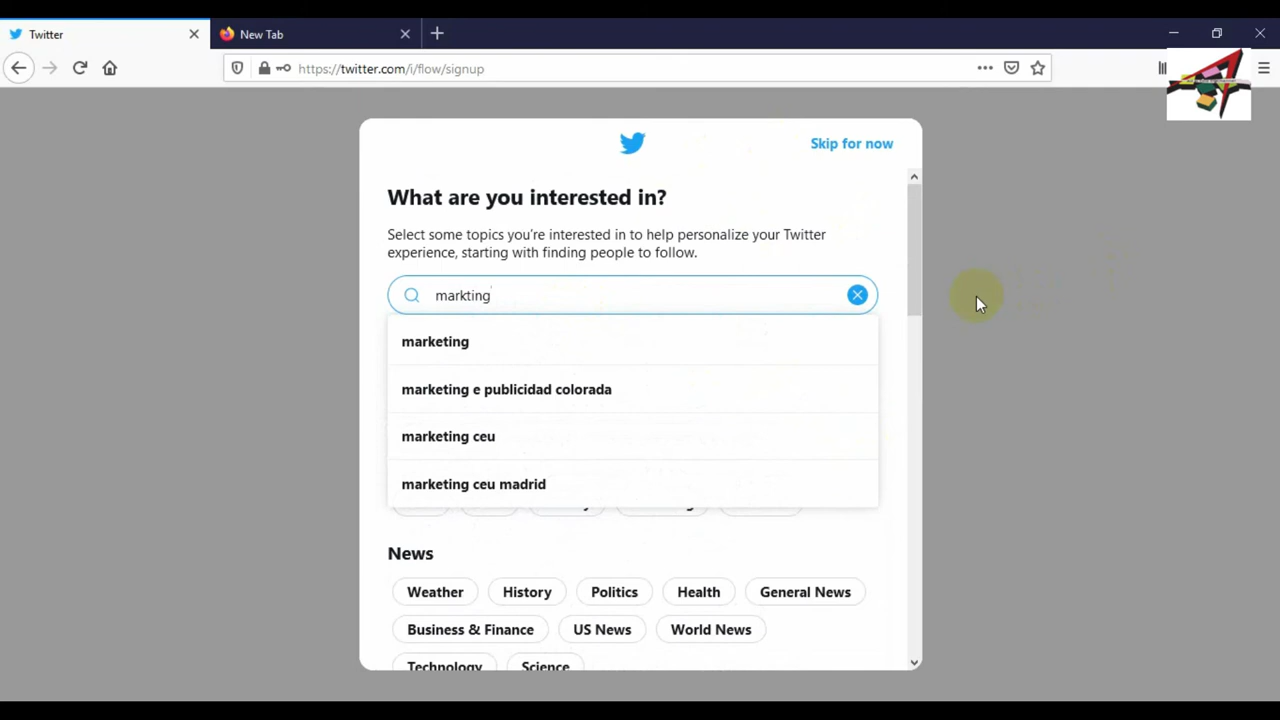 Twitter
New Tab
https://twitter.com/i/flow/signup
Skip for now
What are you interested in?
Select some topics you're interested in to help personalize your Twitter
experience, starting with finding people to follow.
markting
marketing
marketing e publicidad colorada
marketing ceu
marketing ceu madrid
News
Weather History Politics Health General News
Business & Finance US News World News
Technology Science